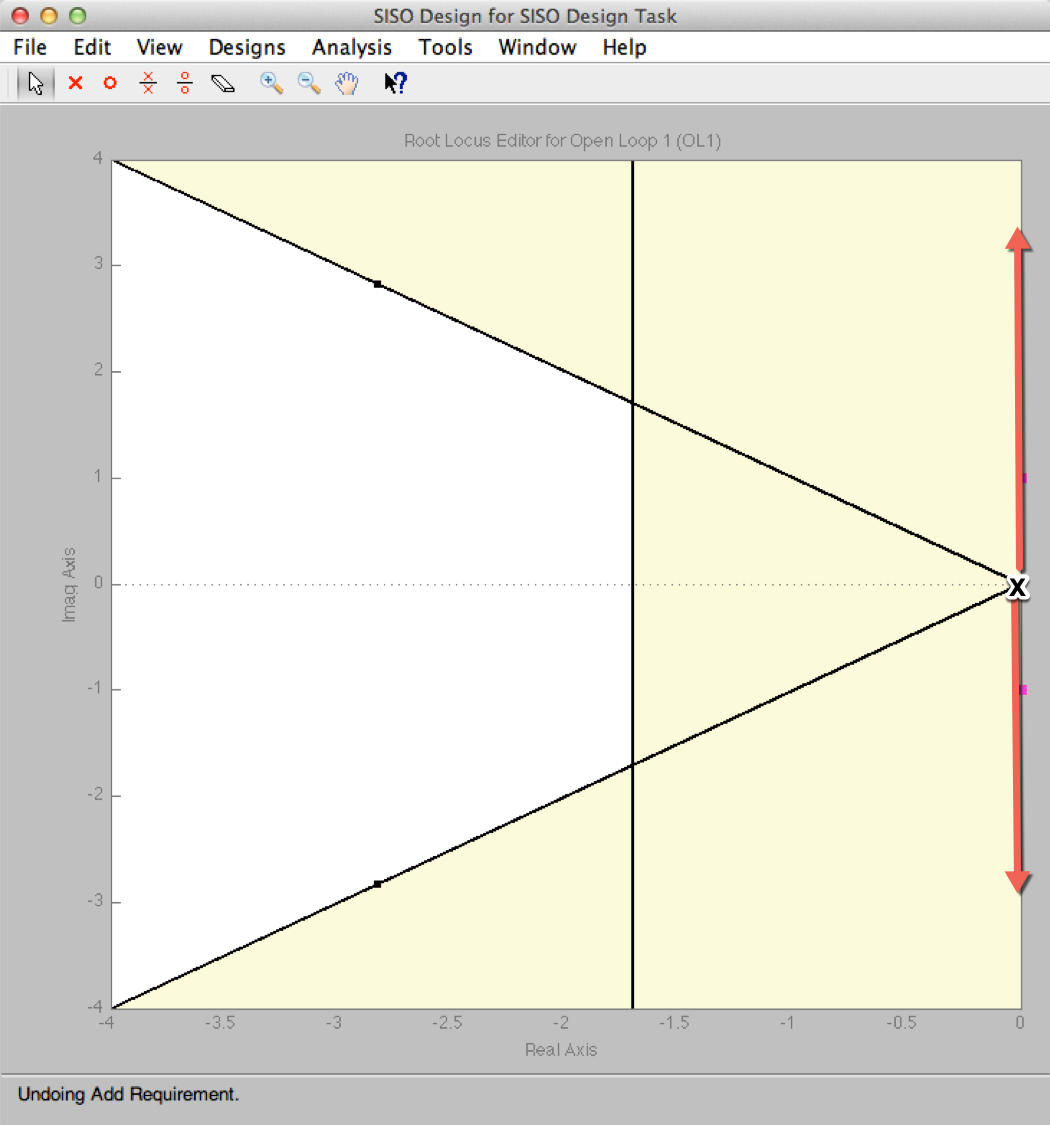 SISO Design for SISO Design Task
File Edit View Designs Analysis Tools Window Help
Root Locus Editor for Open Loop 1 (OL1)
4
3
2
1
0
-1
-2
-3
-4
Imag Axis
X
-4 -3.5 -3 -2.5 -2 -1.5 -1 -0.5 0
Real Axis
Undoing Add Requirement.